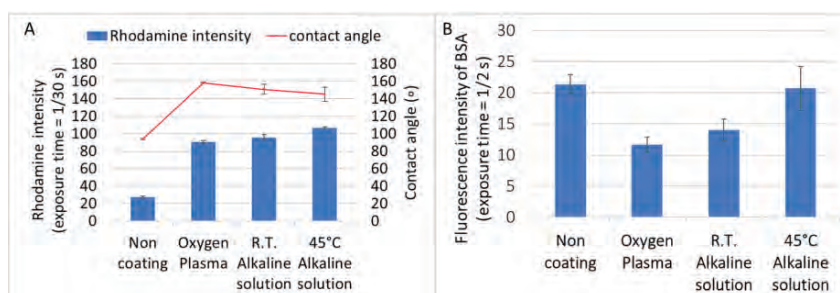 A
Rhodamine intensity
contact angle
Rhodamine intensity
(exposure time = 1/30 s)
180
160
140
120
100
80
60
40
20
0
180
160
140
120
100
80
60
40
20
0
Contact angle (o)
Non
coating
Oxygen
Plasma
R.T.
Alkaline
solution
45°C
Alkaline
solution
B
Fluorescence intensity of BSA
(exposure time = 1/2 s)
30
25
20
15
10
5
0
Non
coating
Oxygen
Plasma
R.T.
Alkaline
solution
45°C
Alkaline
solution